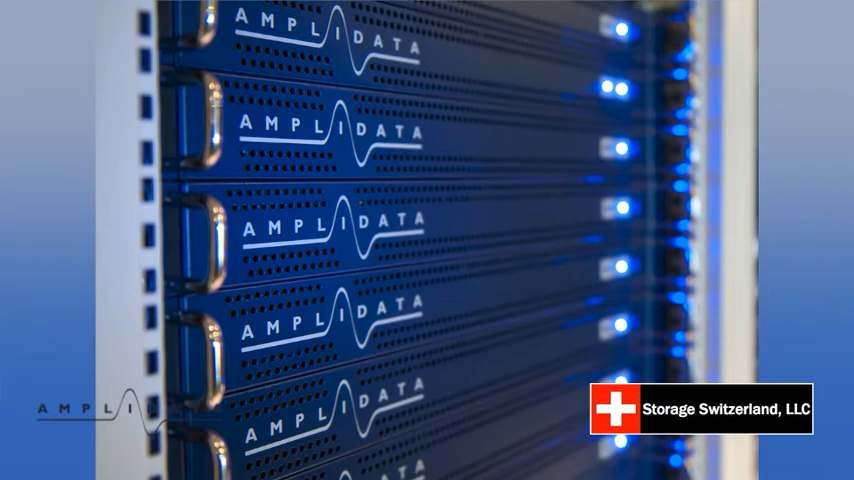 AMPLIDATA
AMPLIDATA
AMPLIDATA
AMPLIDATA
AMPLIDATA
AMPLI
Storage Switzerland, LLC